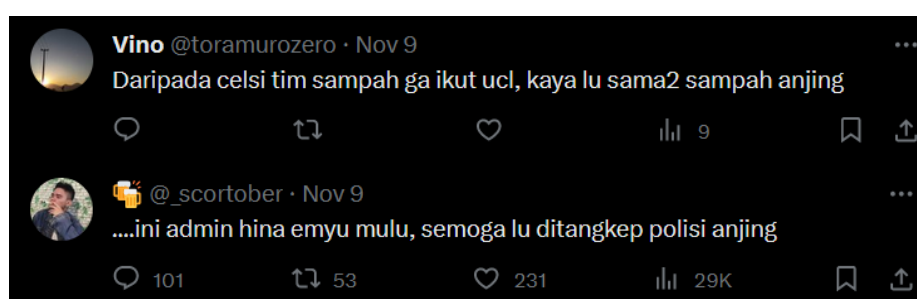 Vino @toramurozero · Nov 9
Daripada celsi tim sampah ga ikut ucl, kaya lu sama2 sampah anjing
9
🍻 @_scortober · Nov 9
....ini admin hina emyu mulu, semoga lu ditangkep polisi anjing
101 53 231 29K